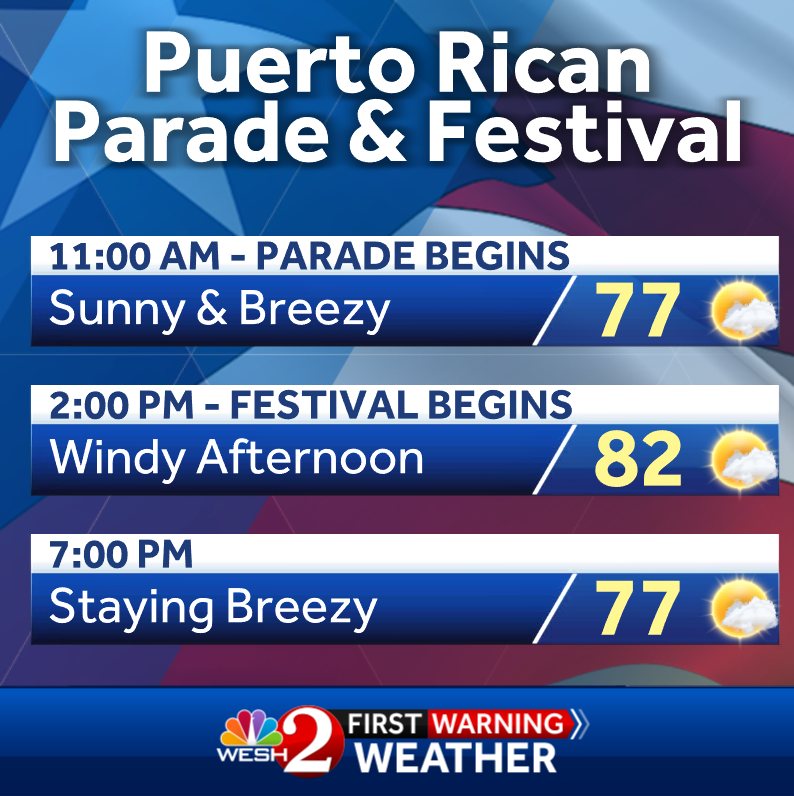 Puerto Rican
Parade & Festival
11:00 AM - PARADE BEGINS
Sunny & Breezy 77
2:00 PM - FESTIVAL BEGINS
Windy Afternoon 82
7:00 PM
Staying Breezy 77
WESH 2 FIRST WARNING
WEATHER